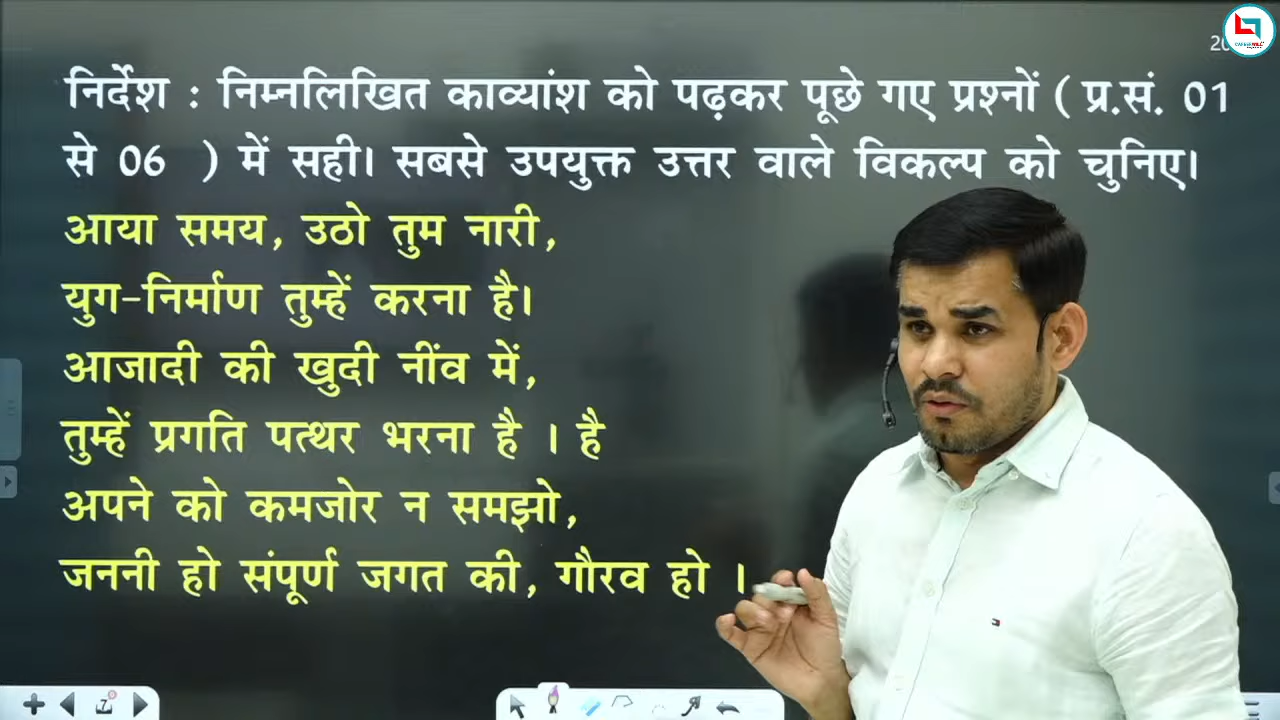 20
निर्देश : निम्नलिखित काव्यांश को पढ़कर पूछे गए प्रश्नों ( प्र.सं. 01
से 06 ) में सही। सबसे उपयुक्त उत्तर वाले विकल्प को चुनिए।
आया समय, उठो तुम नारी,
युग-निर्माण तुम्हें करना है।
आजादी की खुदी नींव में,
तुम्हें प्रगति पत्थर भरना है । है
अपने को कमजोर न समझो,
जननी हो संपूर्ण जगत की, गौरव हो ।